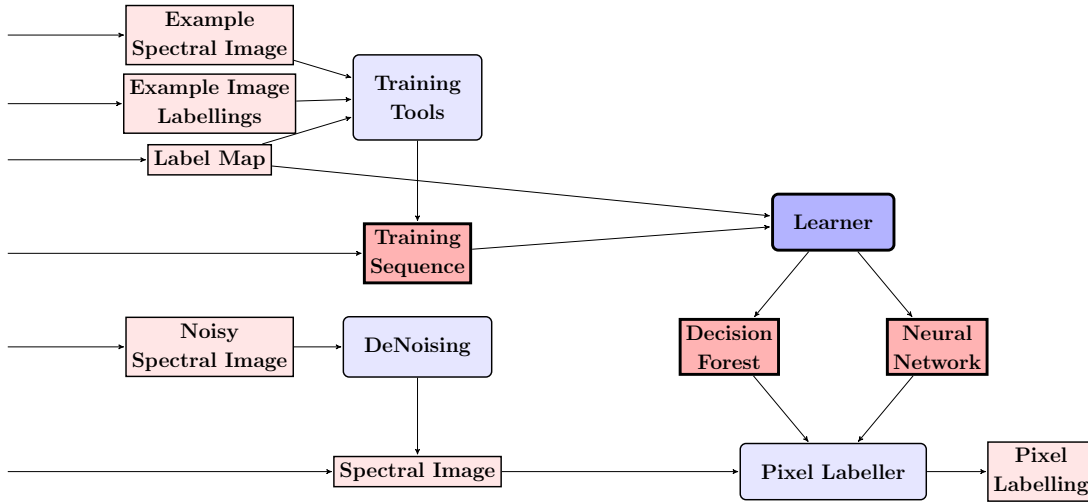 Example
Spectral Image
Training
Tools
Example Image
Labellings
Label Map
Learner
Training
Sequence
Noisy
Spectral Image
DeNoising
Decision
Forest
Neural
Network
Spectral Image
Pixel Labeller
Pixel
Labelling